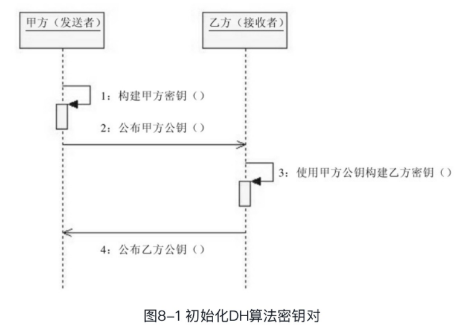 甲方（发送者）
乙方（接收者）
1：构建甲方密钥（）
2：公布甲方公钥（）
3：使用甲方公钥构建乙方密钥（）
4：公布乙方公钥（）
图8-1 初始化DH算法密钥对